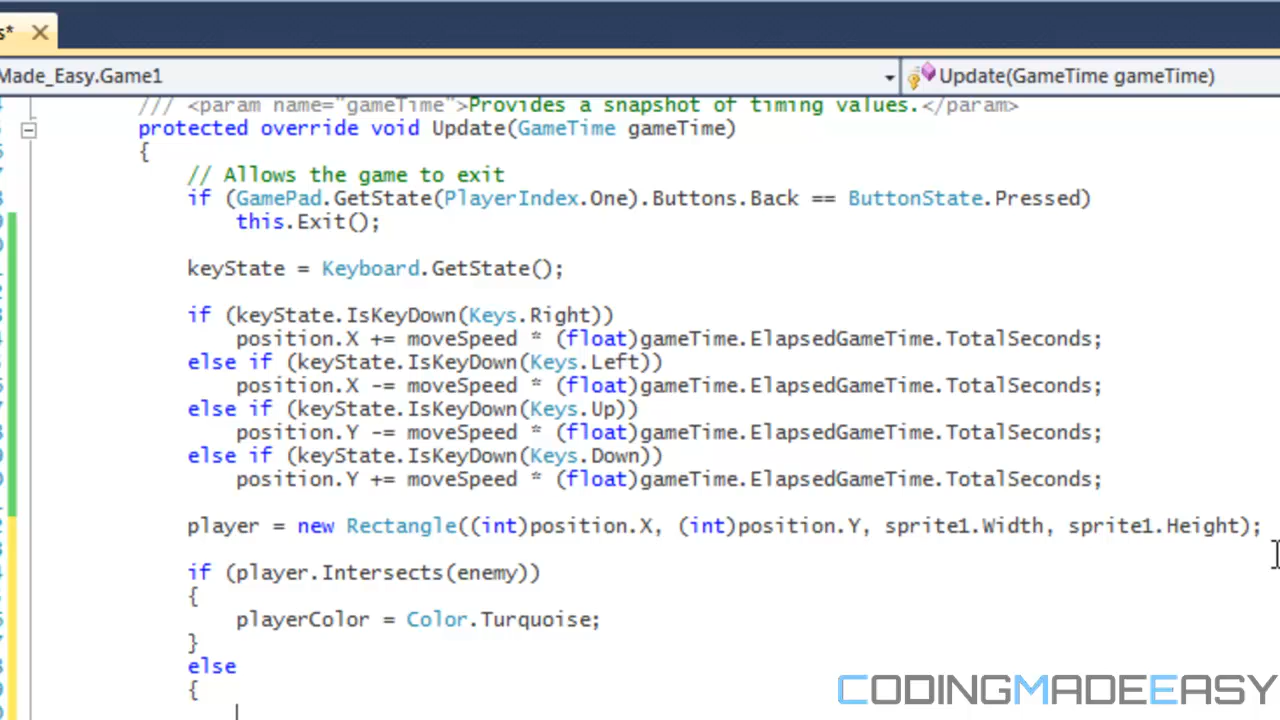 s*
Made_Easy.Game1
Update(GameTime gameTime)
/// <param name="gameTime">Provides a snapshot of timing values.</param>
protected override void Update(GameTime gameTime)
{
// Allows the game to exit
if (GamePad.GetState(PlayerIndex.One).Buttons.Back == ButtonState.Pressed)
this.Exit();
keyState = Keyboard.GetState();
if (keyState.IsKeyDown(Keys.Right))
position.X += moveSpeed * (float)gameTime.ElapsedGameTime.TotalSeconds;
else if (keyState.IsKeyDown(Keys.Left))
position.X -= moveSpeed * (float)gameTime.ElapsedGameTime.TotalSeconds;
else if (keyState.IsKeyDown(Keys.Up))
position.Y -= moveSpeed * (float)gameTime.ElapsedGameTime.TotalSeconds;
else if (keyState.IsKeyDown(Keys.Down))
position.Y += moveSpeed * (float)gameTime.ElapsedGameTime.TotalSeconds;
player = new Rectangle((int)position.X, (int)position.Y, sprite1.Width, sprite1.Height);
if (player.Intersects(enemy))
{
playerColor = Color.Turquoise;
}
else
{
CODINGMADEEASY